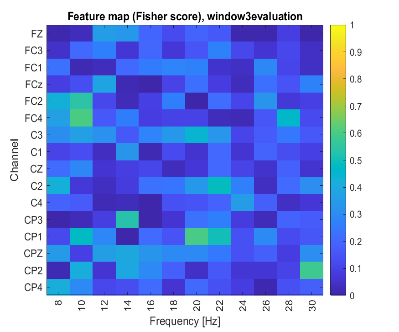 Feature map (Fisher score), window3evaluation
Channel
FZ
FC3
FC1
FCz
FC2
FC4
C3
C1
CZ
C2
C4
CP3
CP1
CPZ
CP2
CP4
8 10 12 14 16 18 20 22 24 26 28 30
Frequency [Hz]
1
0.9
0.8
0.7
0.6
0.5
0.4
0.3
0.2
0.1
0